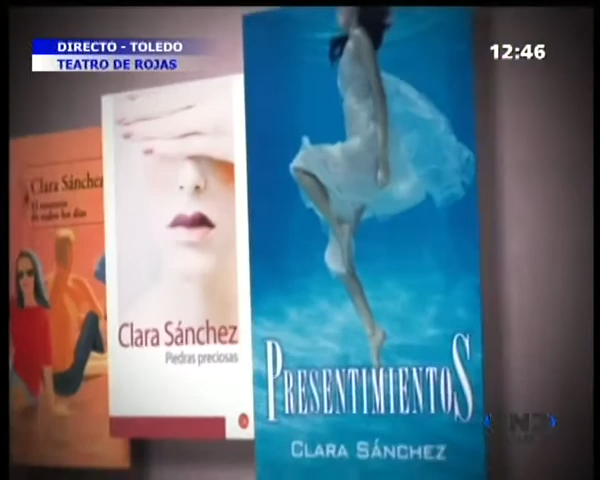 DIRECTO - TOLEDO
TEATRO DE ROJAS
12:46
Clara Sánchez
El misterio
de todos los días
Clara Sánchez
Piedras preciosas
PRESENTIMIENTOS
CLARA SÁNCHEZ